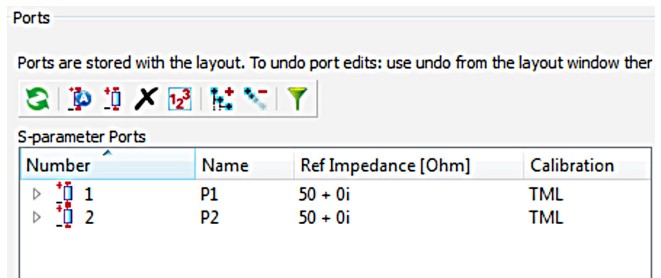 Ports
Ports are stored with the layout. To undo port edits: use undo from the layout window ther
123
S-parameter Ports
Number Name Ref Impedance [Ohm] Calibration
1 P1 50 + 0i TML
2 P2 50 + 0i TML